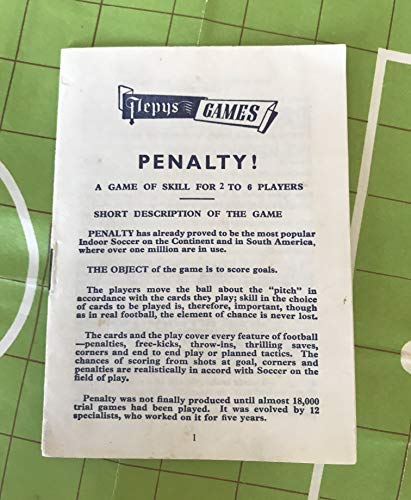 Pepys GAMES
PENALTY!
A GAME OF SKILL FOR 2 TO 6 PLAYERS
SHORT DESCRIPTION OF THE GAME
PENALTY has already proved to be the most popular
Indoor Soccer on the Continent and in South America,
where over one million are in use.
THE OBJECT of the game is to score goals.
The players move the ball about the "pitch" in
accordance with the cards they play; skill in the choice
of cards to be played is, therefore, important, though
as in real football, the element of chance is never lost.
The cards and the play cover every feature of football
—penalties, free-kicks, throw-ins, thrilling saves,
corners and end to end play or planned tactics. The
chances of scoring from shots at goal, corners and
penalties are realistically in accord with Soccer on the
field of play.
Penalty was not finally produced until almost 18,000
trial games had been played. It was evolved by 12
specialists, who worked on it for five years.
1